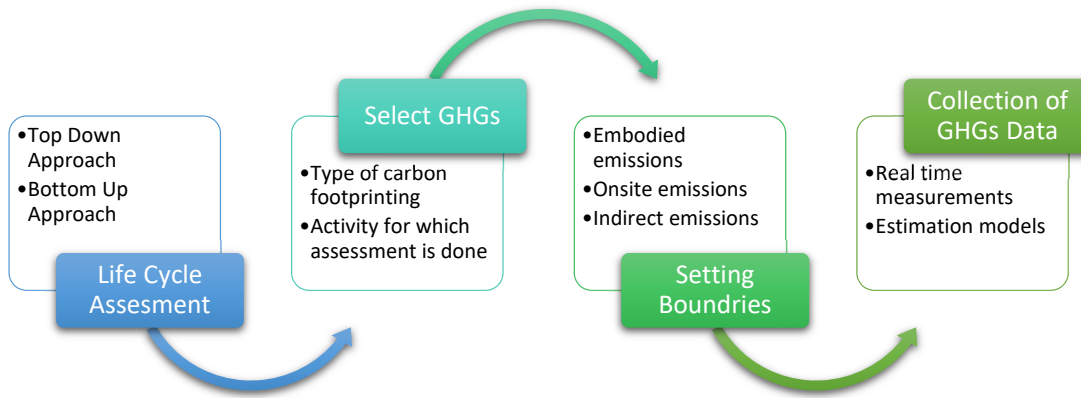 •Top Down
Approach
•Bottom Up
Approach
Life Cycle
Assesment
Select GHGs
•Type of carbon
footprinting
•Activity for which
assessment is done
•Embodied
emissions
•Onsite emissions
•Indirect emissions
Setting
Boundries
Collection of
GHGs Data
•Real time
measurements
•Estimation models